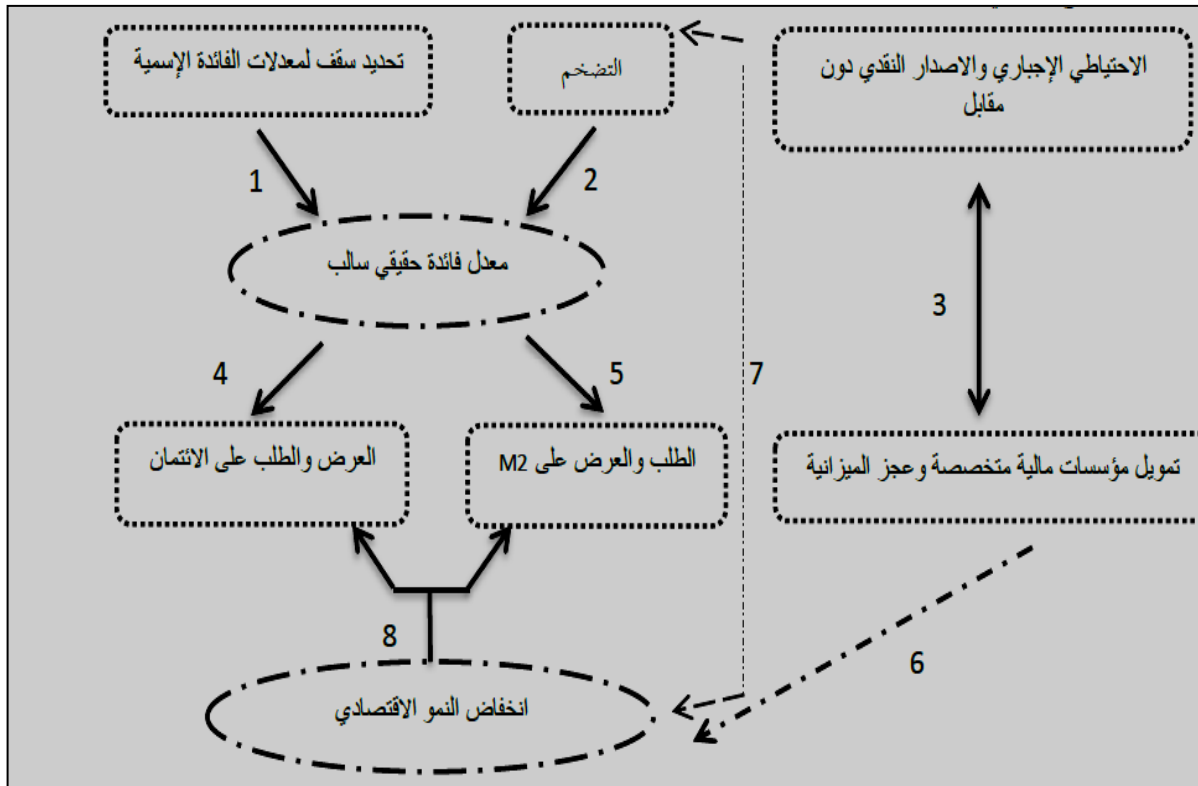 تحديد سقف لمعدلات الفائدة الإسمية
التضخم
الاحتياطي الإجباري والاصدار النقدي دون
مقابل
1
2
معدل فائدة حقيقي سالب
3
4
5
7
العرض والطلب على الائتمان
الطلب والعرض على M2
تمويل مؤسسات مالية متخصصة وعجز الميزانية
8
6
انخفاض النمو الاقتصادي